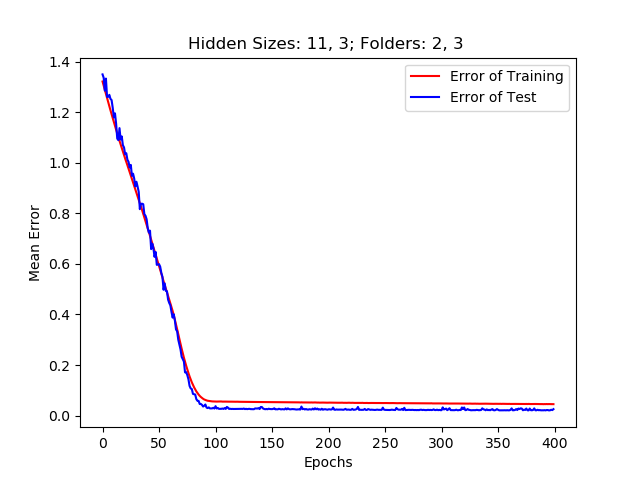 Hidden Sizes: 11, 3; Folders: 2, 3
Error of Training
Error of Test
Mean Error
1.4
1.2
1.0
0.8
0.6
0.4
0.2
0.0
0 50 100 150 200 250 300 350 400
Epochs